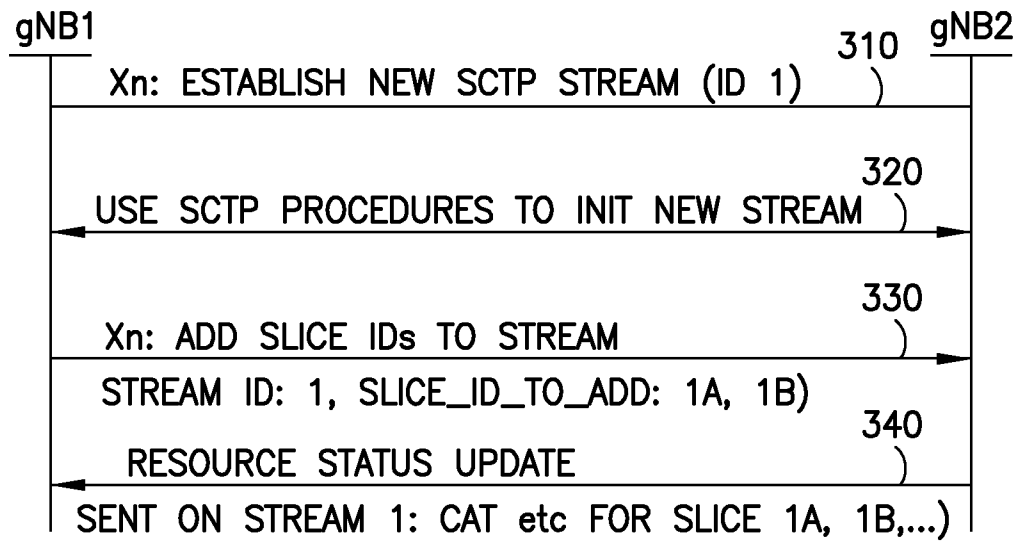 gNB1
gNB2
310
Xn: ESTABLISH NEW SCTP STREAM (ID 1)
320
USE SCTP PROCEDURES TO INIT NEW STREAM
330
Xn: ADD SLICE IDs TO STREAM
STREAM ID: 1, SLICE_ID_TO_ADD: 1A, 1B)
340
RESOURCE STATUS UPDATE
SENT ON STREAM 1: CAT etc FOR SLICE 1A, 1B,...)